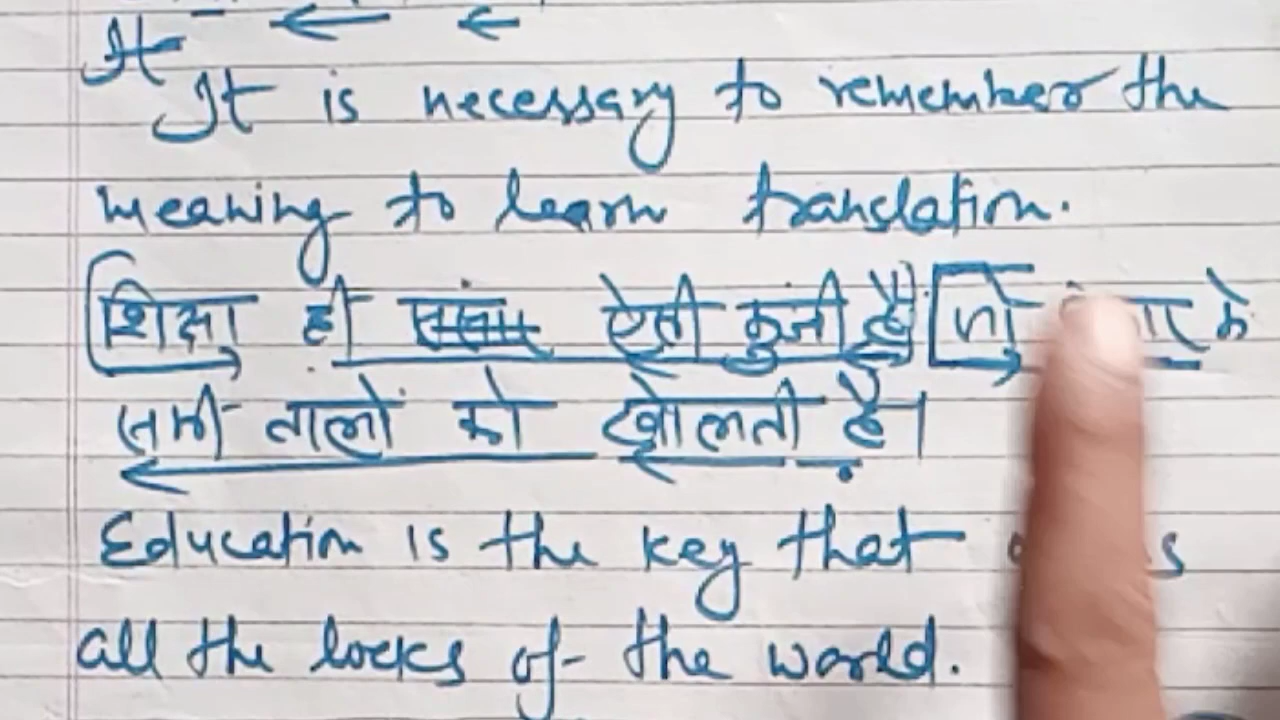 It
It is necessary to remember the
meaning to learn translation.
शिक्षा ही ऐसी कुंजी है जो के
सभी तालों को खोलती है।
Education is the key that
all the locks of the world.